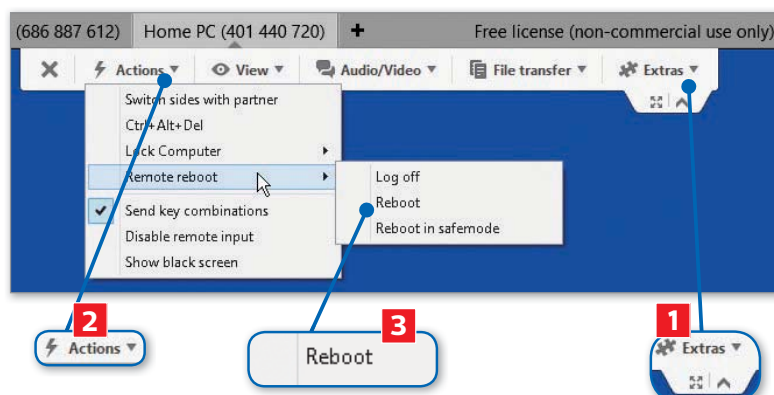 (686 887 612) Home PC (401 440 720) + Free license (non-commercial use only)
Actions View Audio/Video File transfer Extras
Switch sides with partner
Ctrl+Alt+Del
Lock Computer
Remote reboot
Send key combinations
Disable remote input
Show black screen
Log off
Reboot
Reboot in safemode
2
Actions
3
Reboot
1
Extras